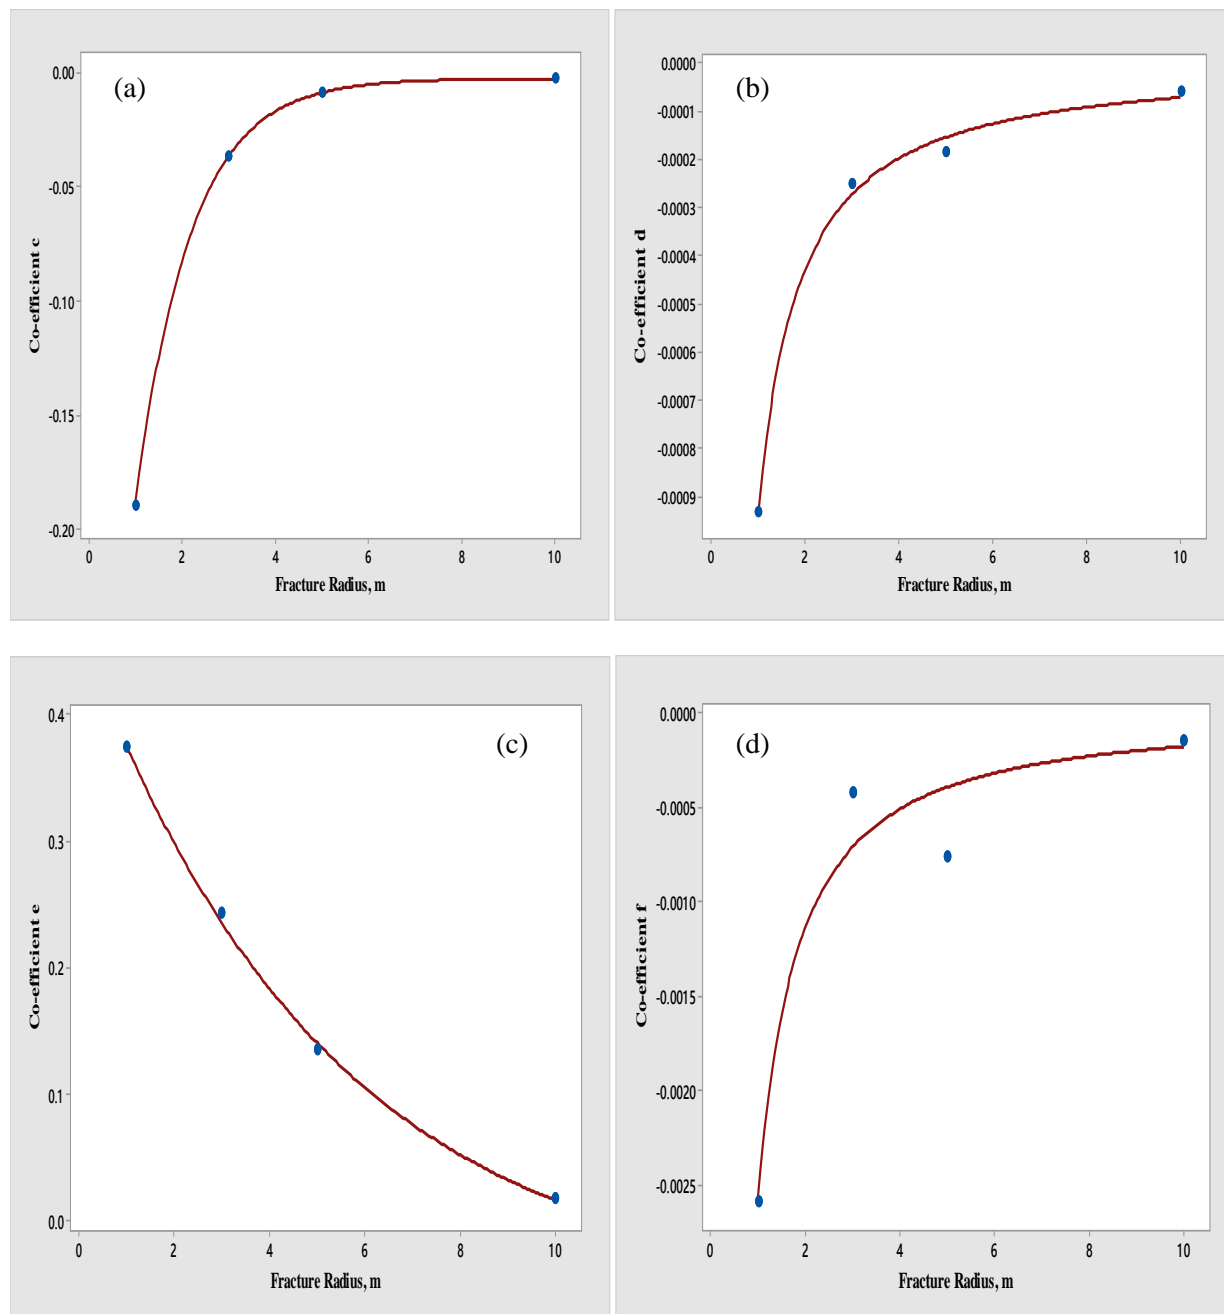 (a)
0.00
-0.05
-0.10
-0.15
-0.20
Co-efficient c
0 2 4 6 8 10
Fracture Radius, m
(b)
0.0000
-0.0001
-0.0002
-0.0003
-0.0004
-0.0005
-0.0006
-0.0007
-0.0008
-0.0009
Co-efficient d
0 2 4 6 8 10
Fracture Radius, m
(c)
0.4
0.3
0.2
0.1
0.0
Co-efficient e
0 2 4 6 8 10
Fracture Radius, m
(d)
0.0000
-0.0005
-0.0010
-0.0015
-0.0020
-0.0025
Co-efficient f
0 2 4 6 8 10
Fracture Radius, m